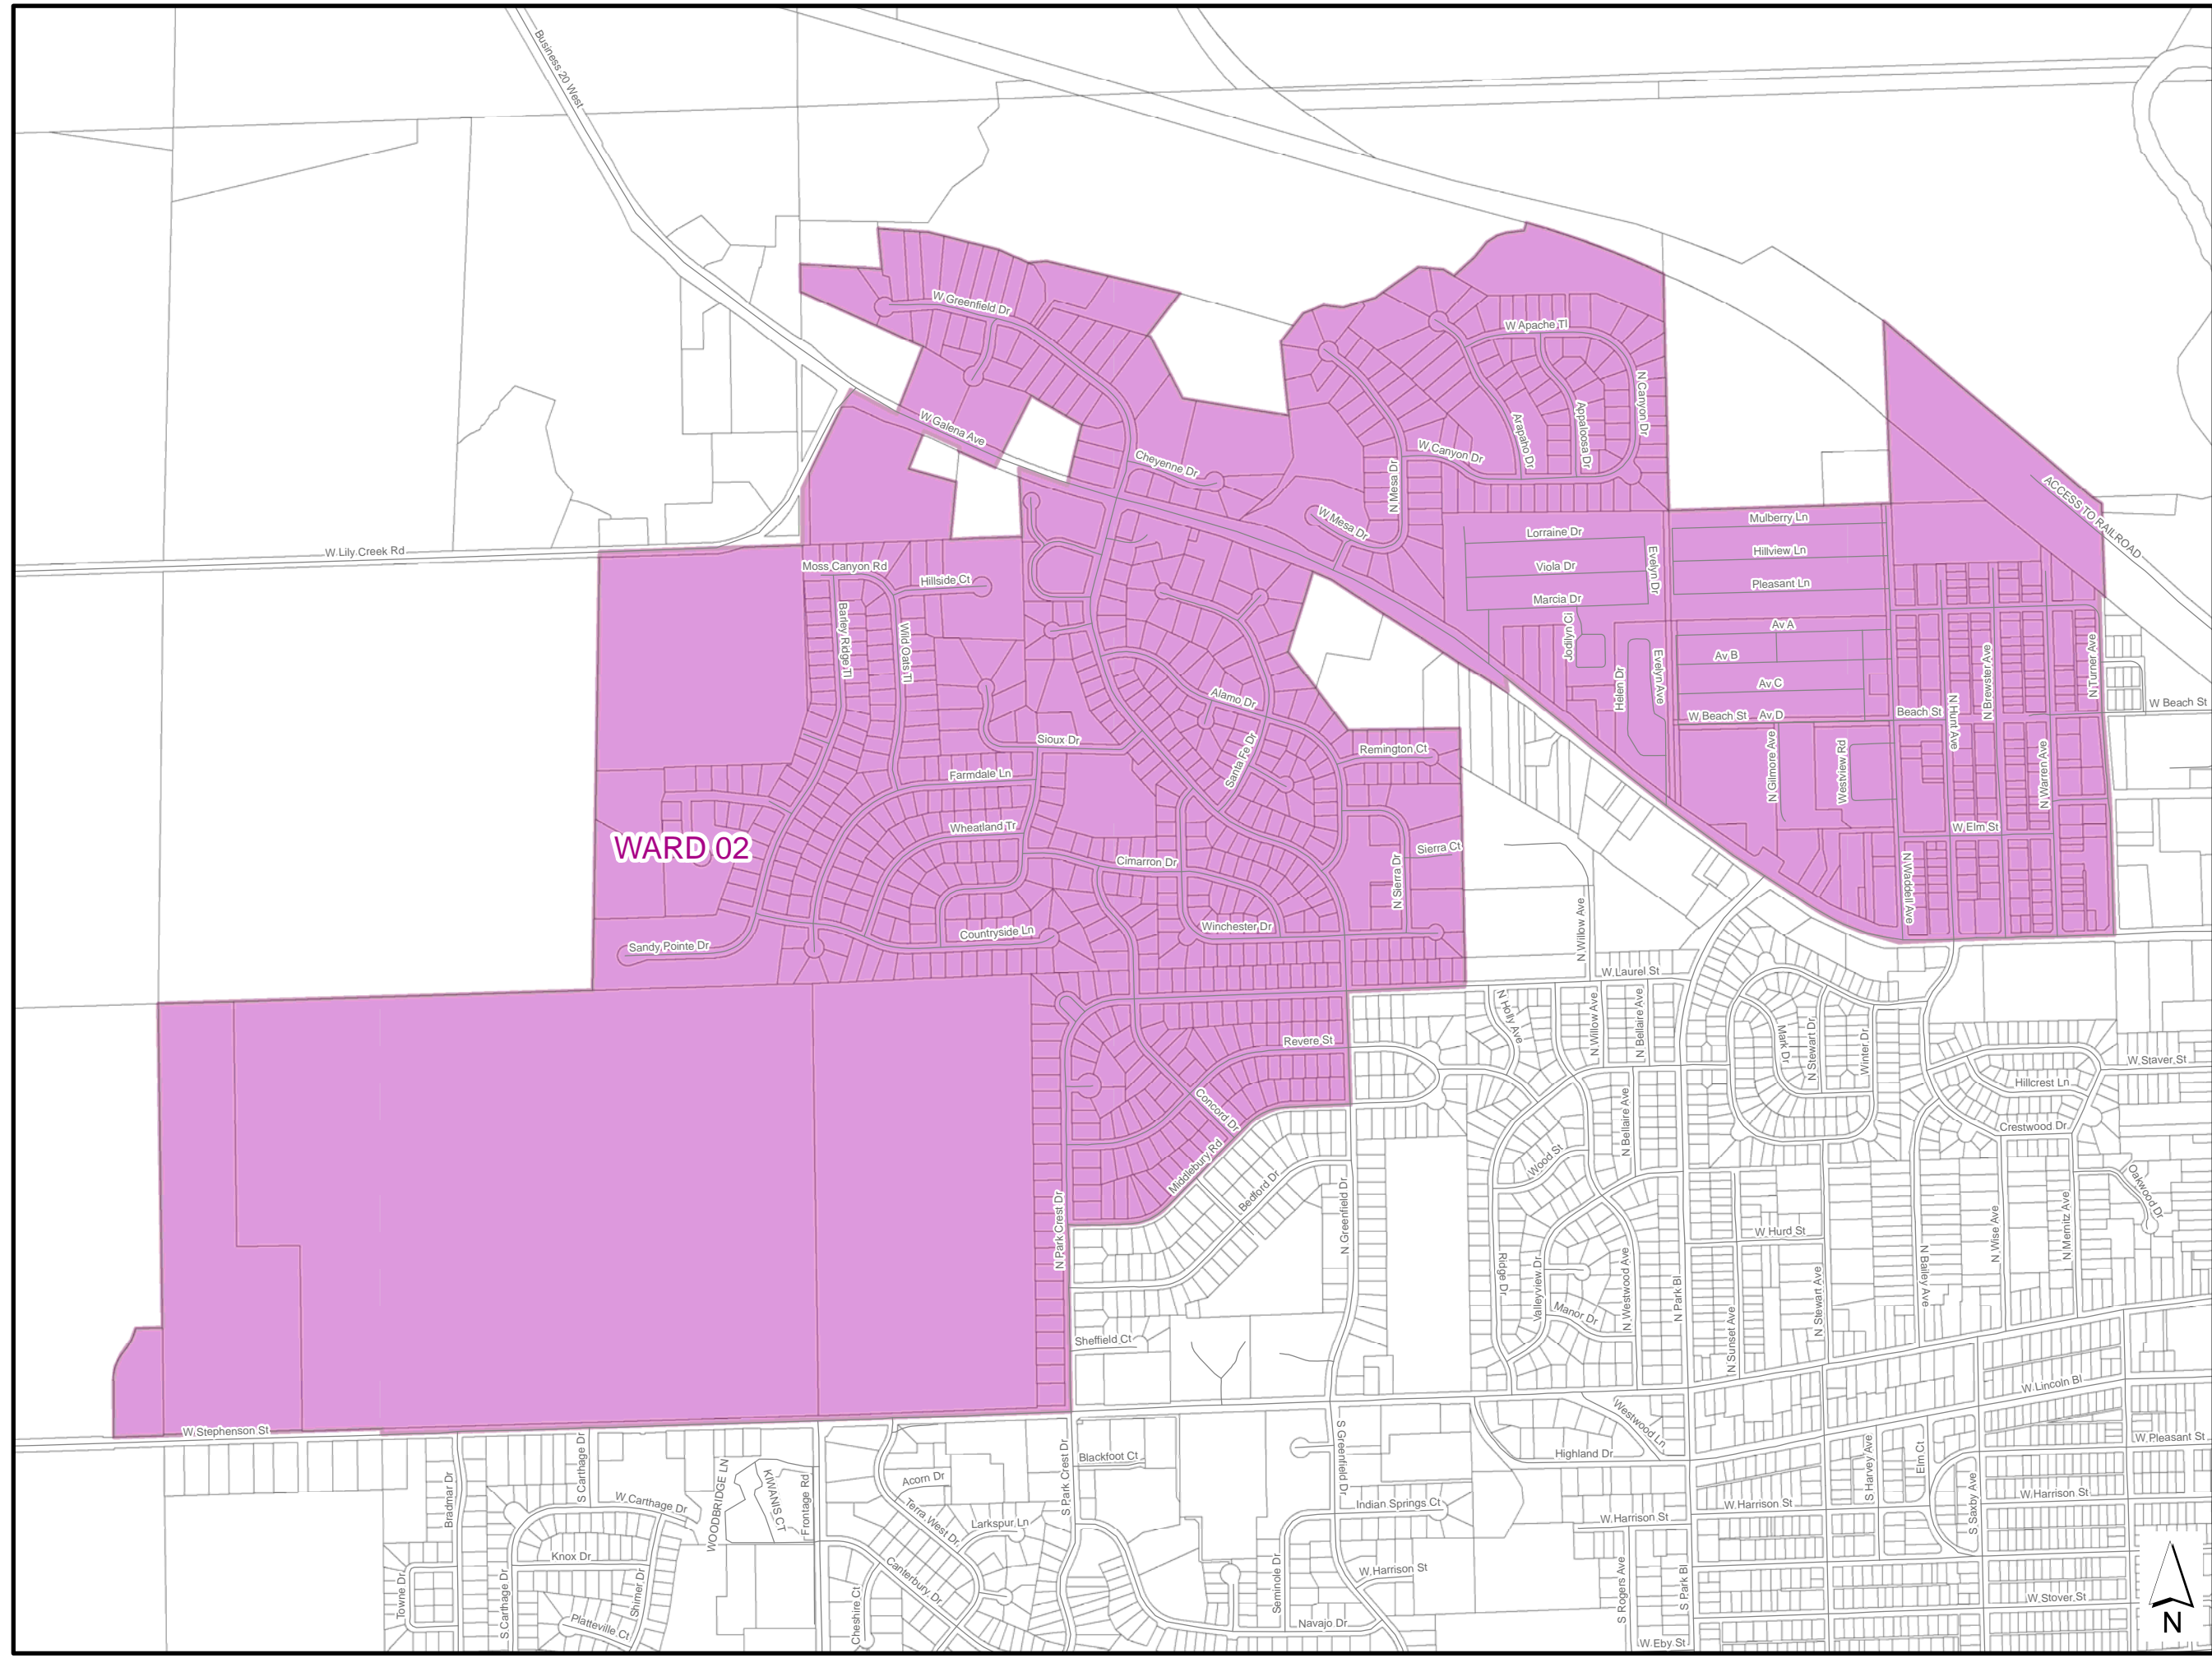 Business 20 West
W Greenfield Dr
W Apache Tl
N Canyon Dr
W Galena Ave
Arapaho Dr
Appaloosa Dr
W Canyon Dr
Cheyenne Dr
N Mesa Dr
ACCESS TO RAILROAD
W Mesa Dr
Mulberry Ln
Lorraine Dr
W Lily Creek Rd
Hillview Ln
Moss Canyon Rd
Viola Dr
Evelyn Dr
Hillside Ct
Pleasant Ln
Marcia Dr
Barley Ridge Tl
Wild Oats Tl
Jodilyn Cl
Av A
Av B
Helen Dr
Evelyn Ave
N Brewster Ave
N Turner Ave
Av C
Alamo Dr
W Beach St
W Beach St
Av D
Beach St
N Hunt Ave
Sioux Dr
Santa Fe Dr
Remington Ct
N Gilmore Ave
Westview Rd
N Warren Ave
Farmdale Ln
Wheatland Tr
W Elm St
WARD 02
Cimarron Dr
Sierra Ct
N Sierra Dr
N Waddell Ave
Winchester Dr
Countryside Ln
N Willow Ave
Sandy Pointe Dr
W Laurel St
N Holly Ave
N Willow Ave
N Bellaire Ave
Mark Dr
N Stewart Dr
Winter Dr
Revere St
W Staver St
Hillcrest Ln
Concord Dr
N Bellaire Ave
Crestwood Dr
Middlebury Rd
Wood St
Bedford Dr
Oakwood Dr
N Park Crest Dr
N Greenfield Dr
W Hurd St
N Wise Ave
N Mernitz Ave
Ridge Dr
Valleyview Dr
N Westwood Ave
N Park Bl
N Bailey Ave
N Stewart Ave
Manor Dr
N Sunset Ave
Sheffield Ct
W Lincoln Bl
W Stephenson St
Westwood Ln
W Pleasant St
Highland Dr
S Carthage Dr
S Park Crest Dr
Blackfoot Ct
S Greenfield Dr
S Harvey Ave
Elm Ct
Acorn Dr
KIWANIS CT
Frontage Rd
WOODBRIDGE LN
Bradmar Dr
W Carthage Dr
Terra West Dr
Larkspur Ln
Indian Springs Ct
W Harrison St
W Harrison St
W Harrison St
S Saxby Ave
Knox Dr
Canterbury Dr
W Harrison St
Towne Dr
S Carthage Dr
Shimer Dr
Cheshire Ct
Seminole Dr
S Rogers Ave
S Park Bl
W Stover St
Platteville Ct
Navajo Dr
W Eby St
N